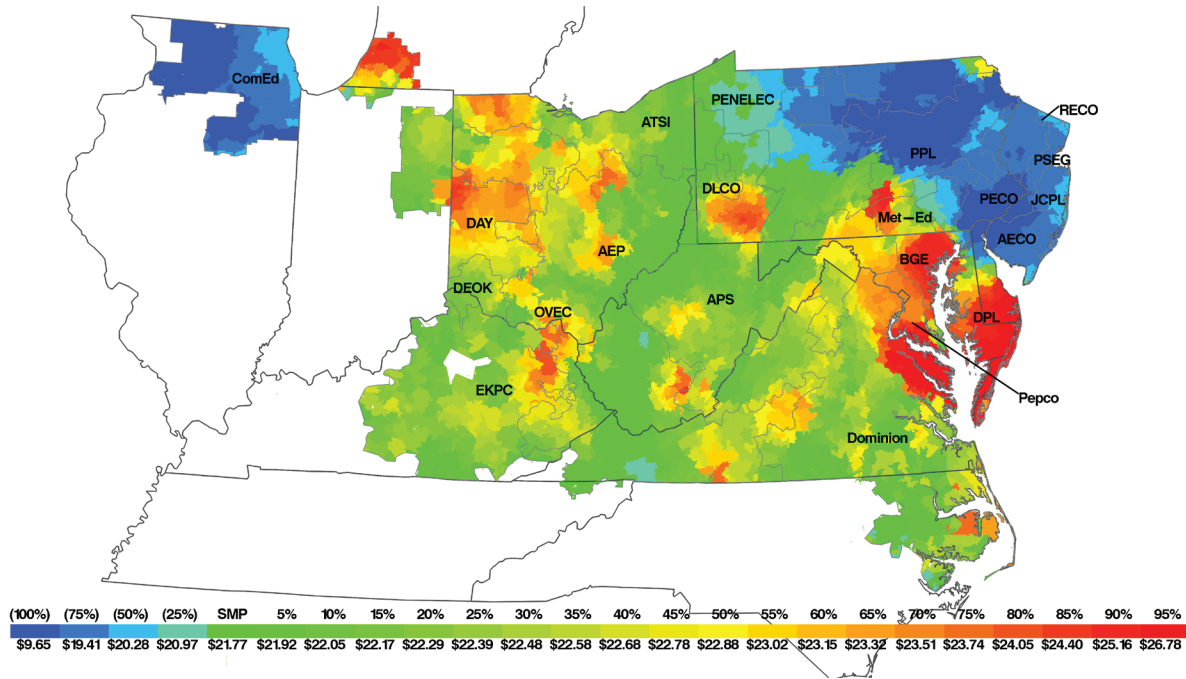 ComEd
PENELEC
RECO
ATSI
PPL
PSEG
DLCO
PECO
JCPL
Met-Ed
DAY
AECO
AEP
BGE
DEOK
APS
OVEC
DPL
EKPC
Pepco
Dominion
(100%) (75%) (50%) (25%) SMP 5% 10% 15% 20% 25% 30% 35% 40% 45% 55% 60% 65% 70% 75% 80% 85% 90% 95%
$9.65 $19.41 $20.28 $20.97 $21.77 $21.92 $22.05 $22.17 $22.29 $22.39 $22.48 $22.58 $22.68 $22.78 $22.88 $23.02 $23.15 $23.32 $23.51 $23.74 $24.05 $24.40 $25.16 $26.78